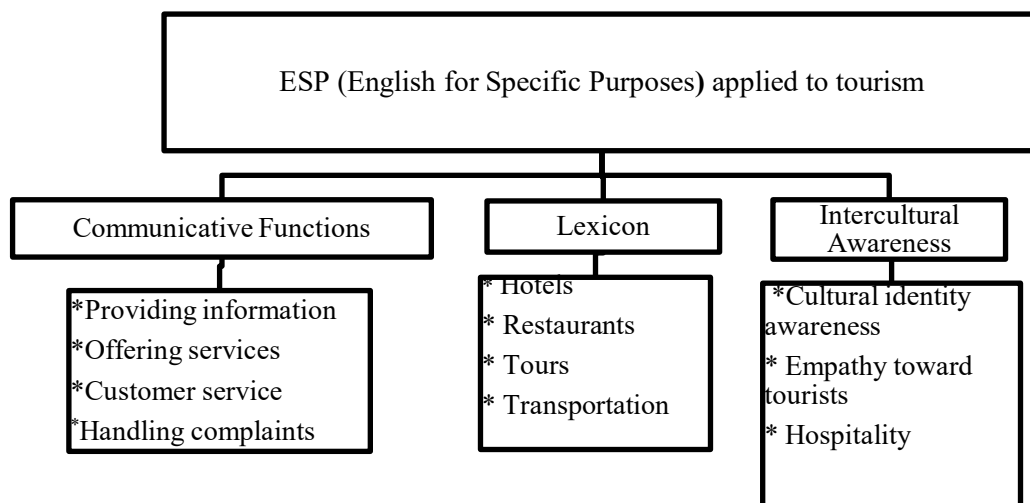 ESP (English for Specific Purposes) applied to tourism
Communicative Functions
*Providing information
*Offering services
*Customer service
*Handling complaints
Lexicon
* Hotels
* Restaurants
* Tours
* Transportation
Intercultural
Awareness
*Cultural identity
awareness
* Empathy toward
tourists
* Hospitality